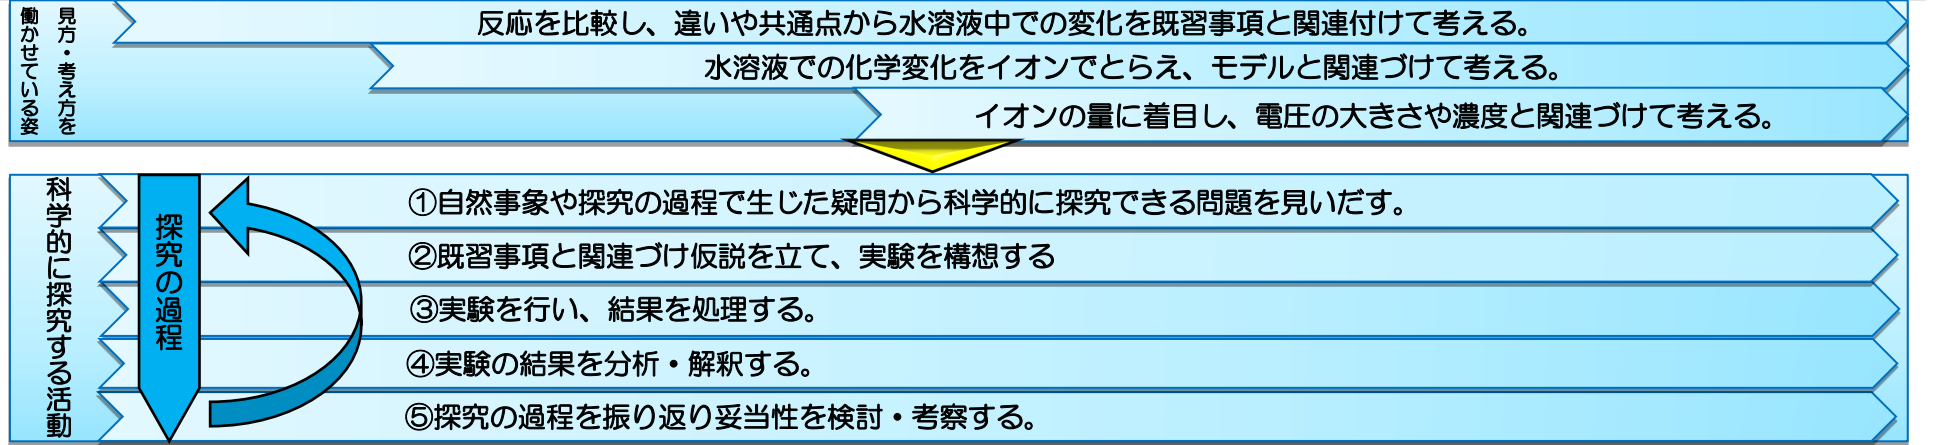 見方・考え方を
働かせている姿
反応を比較し、違いや共通点から水溶液中での変化を既習事項と関連付けて考える。
水溶液での化学変化をイオンでとらえ、モデルと関連づけて考える。
イオンの量に着目し、電圧の大きさや濃度と関連づけて考える。
科学的に探究する活動
探究の過程
①自然事象や探究の過程で生じた疑問から科学的に探究できる問題を見いだす。
②既習事項と関連づけ仮説を立て、実験を構想する
③実験を行い、結果を処理する。
④実験の結果を分析・解釈する。
⑤探究の過程を振り返り妥当性を検討・考察する。